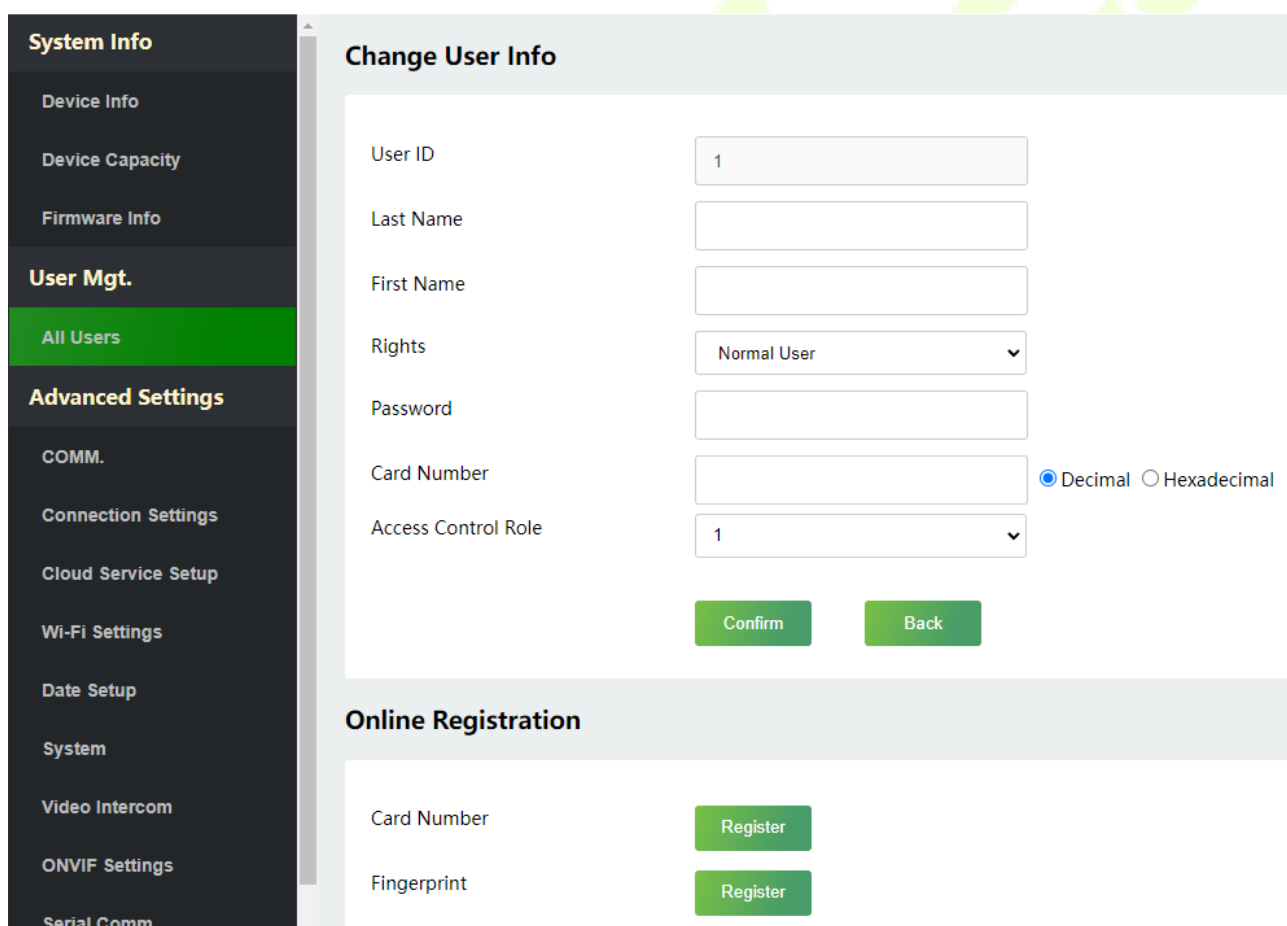 System Info
Device Info
Device Capacity
Firmware Info
User Mgt.
All Users
Advanced Settings
COMM.
Connection Settings
Cloud Service Setup
Wi-Fi Settings
Date Setup
System
Video Intercom
ONVIF Settings
Serial Comm
Change User Info
User ID 1
Last Name
First Name
Rights Normal User
Password
Card Number Decimal Hexadecimal
Access Control Role 1
Confirm Back
Online Registration
Card Number Register
Fingerprint Register